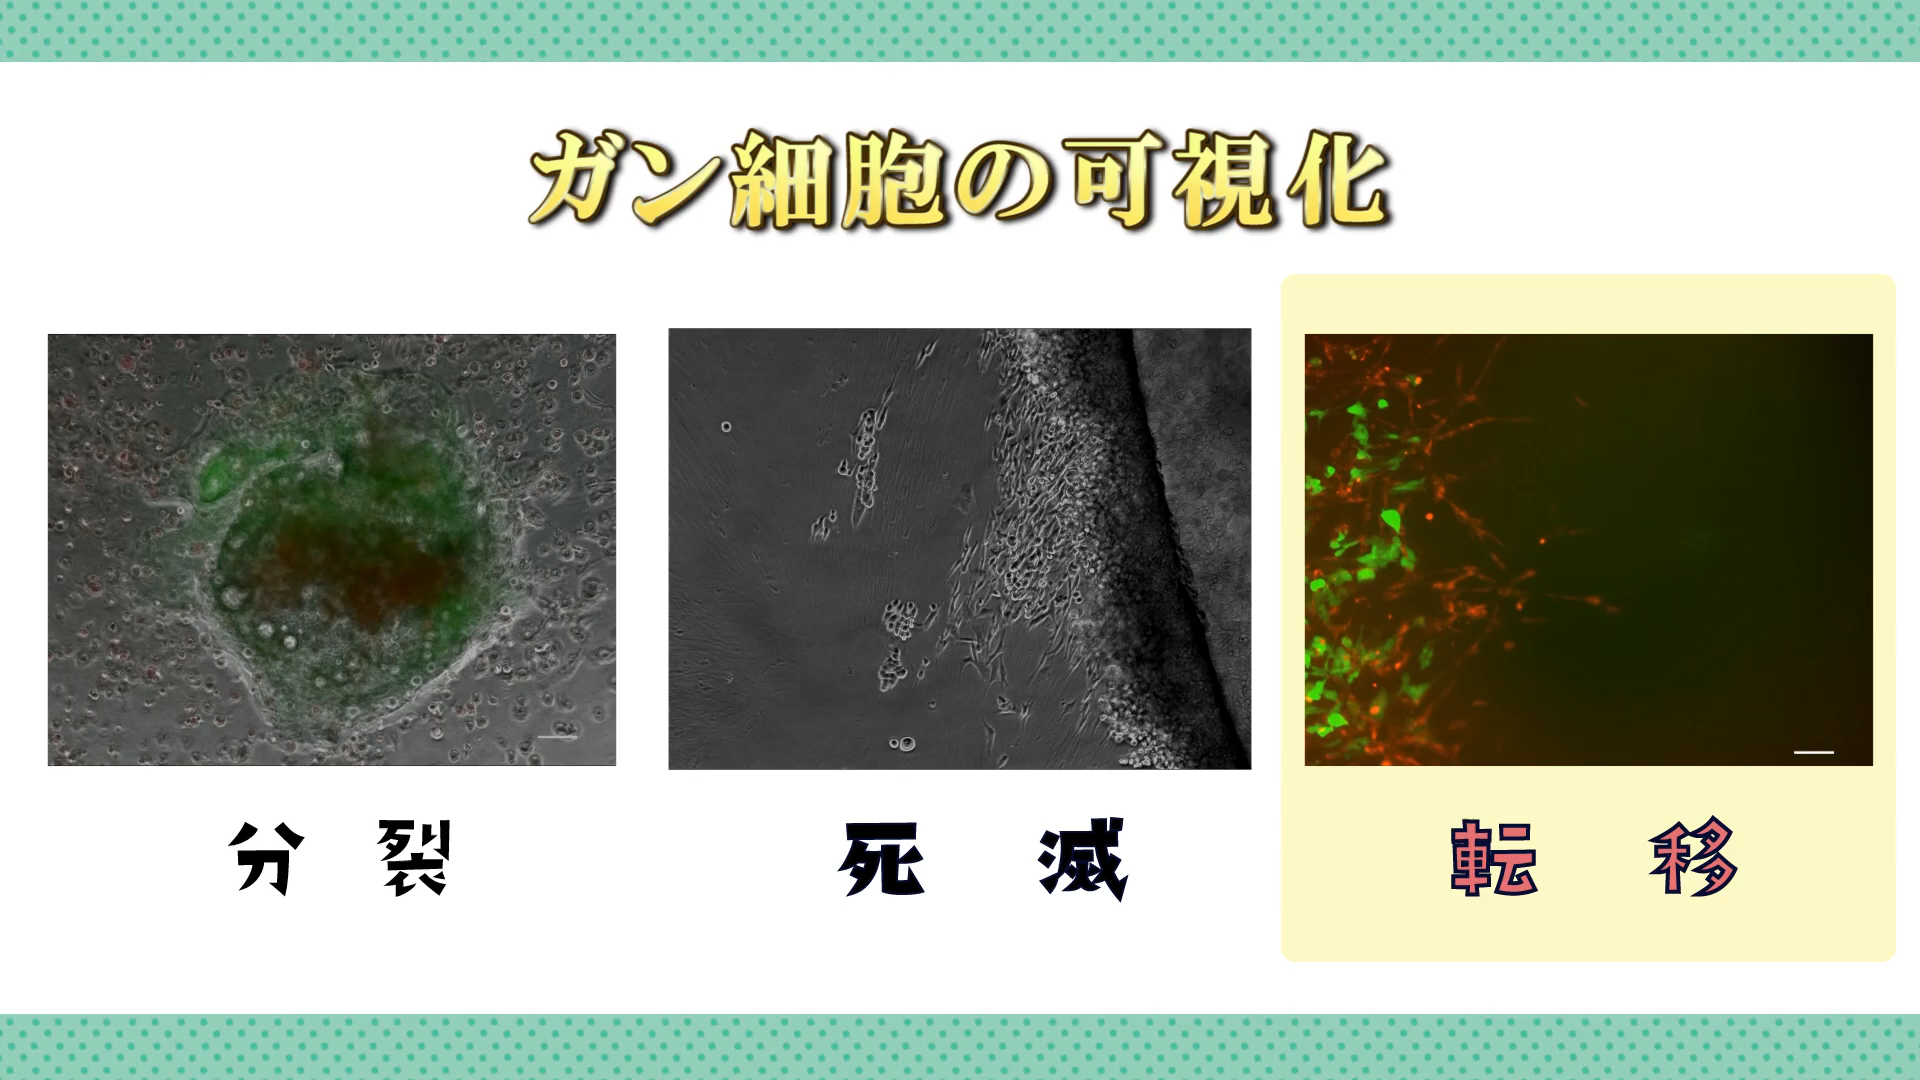 ガン細胞の可視化
分裂
死滅
転移